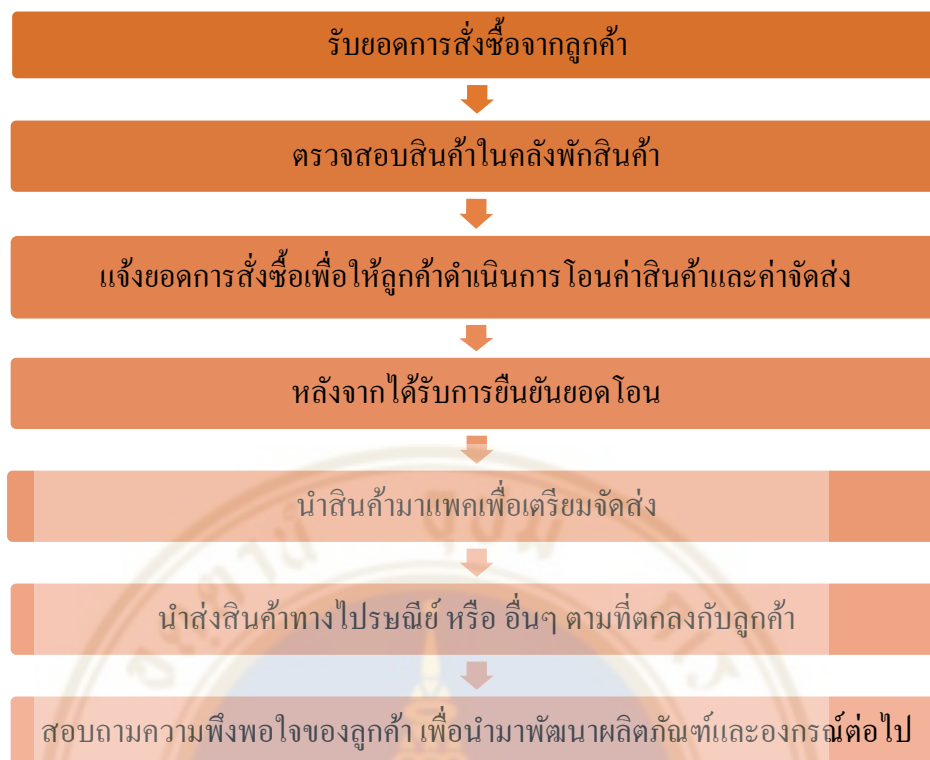 รับยอดการสั่งซื้อจากลูกค้า
ตรวจสอบสินค้าในคลังพักสินค้า
แจ้งยอดการสั่งซื้อเพื่อให้ลูกค้าดำเนินการโอนค่าสินค้าและค่าจัดส่ง
หลังจากได้รับการยืนยันยอดโอน
นำสินค้ามาแพคเพื่อเตรียมจัดส่ง
นำส่งสินค้าทางไปรษณีย์ หรือ อื่นๆ ตามที่ตกลงกับลูกค้า
สอบถามความพึงพอใจของลูกค้า เพื่อนำมาพัฒนาผลิตภัณฑ์และองกรณ์ต่อไป